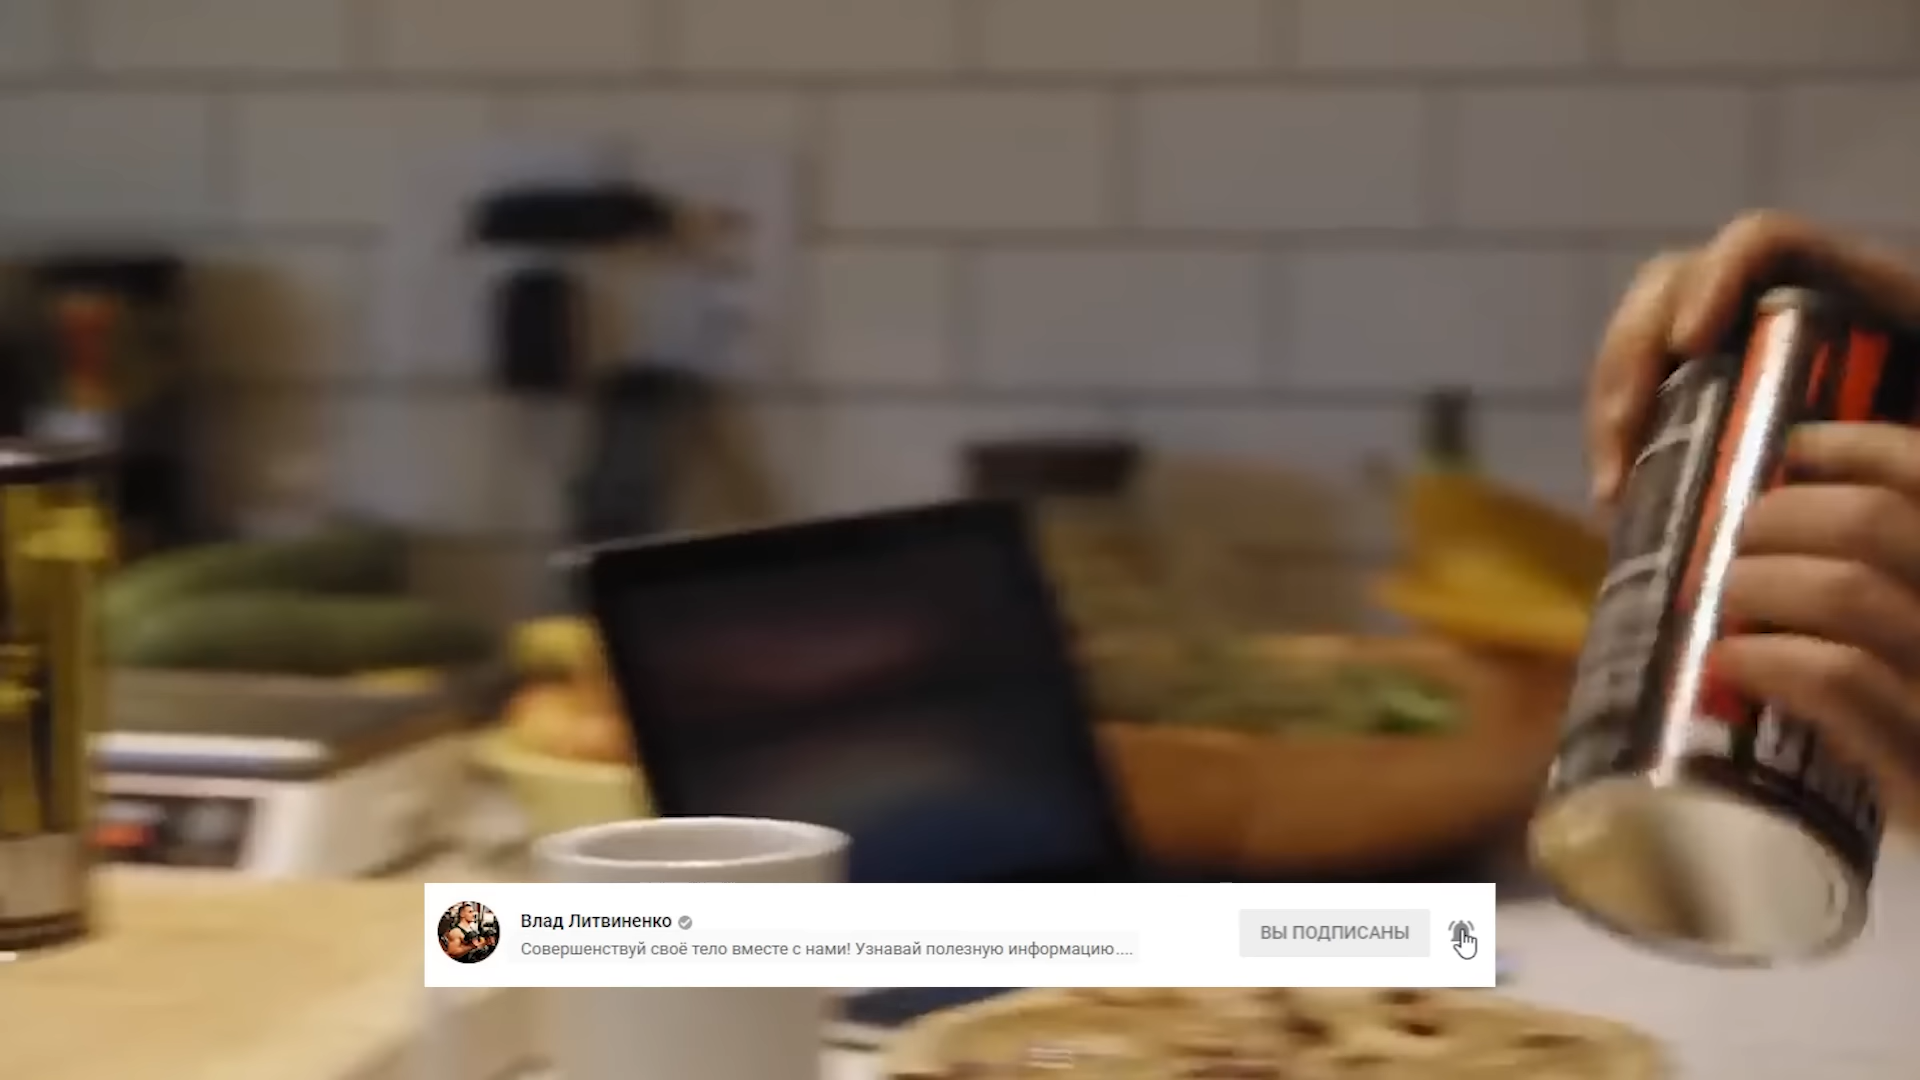 Влад Литвиненко
Совершенствуй своё тело вместе с нами! Узнавай полезную информацию....
ВЫ ПОДПИСАНЫ